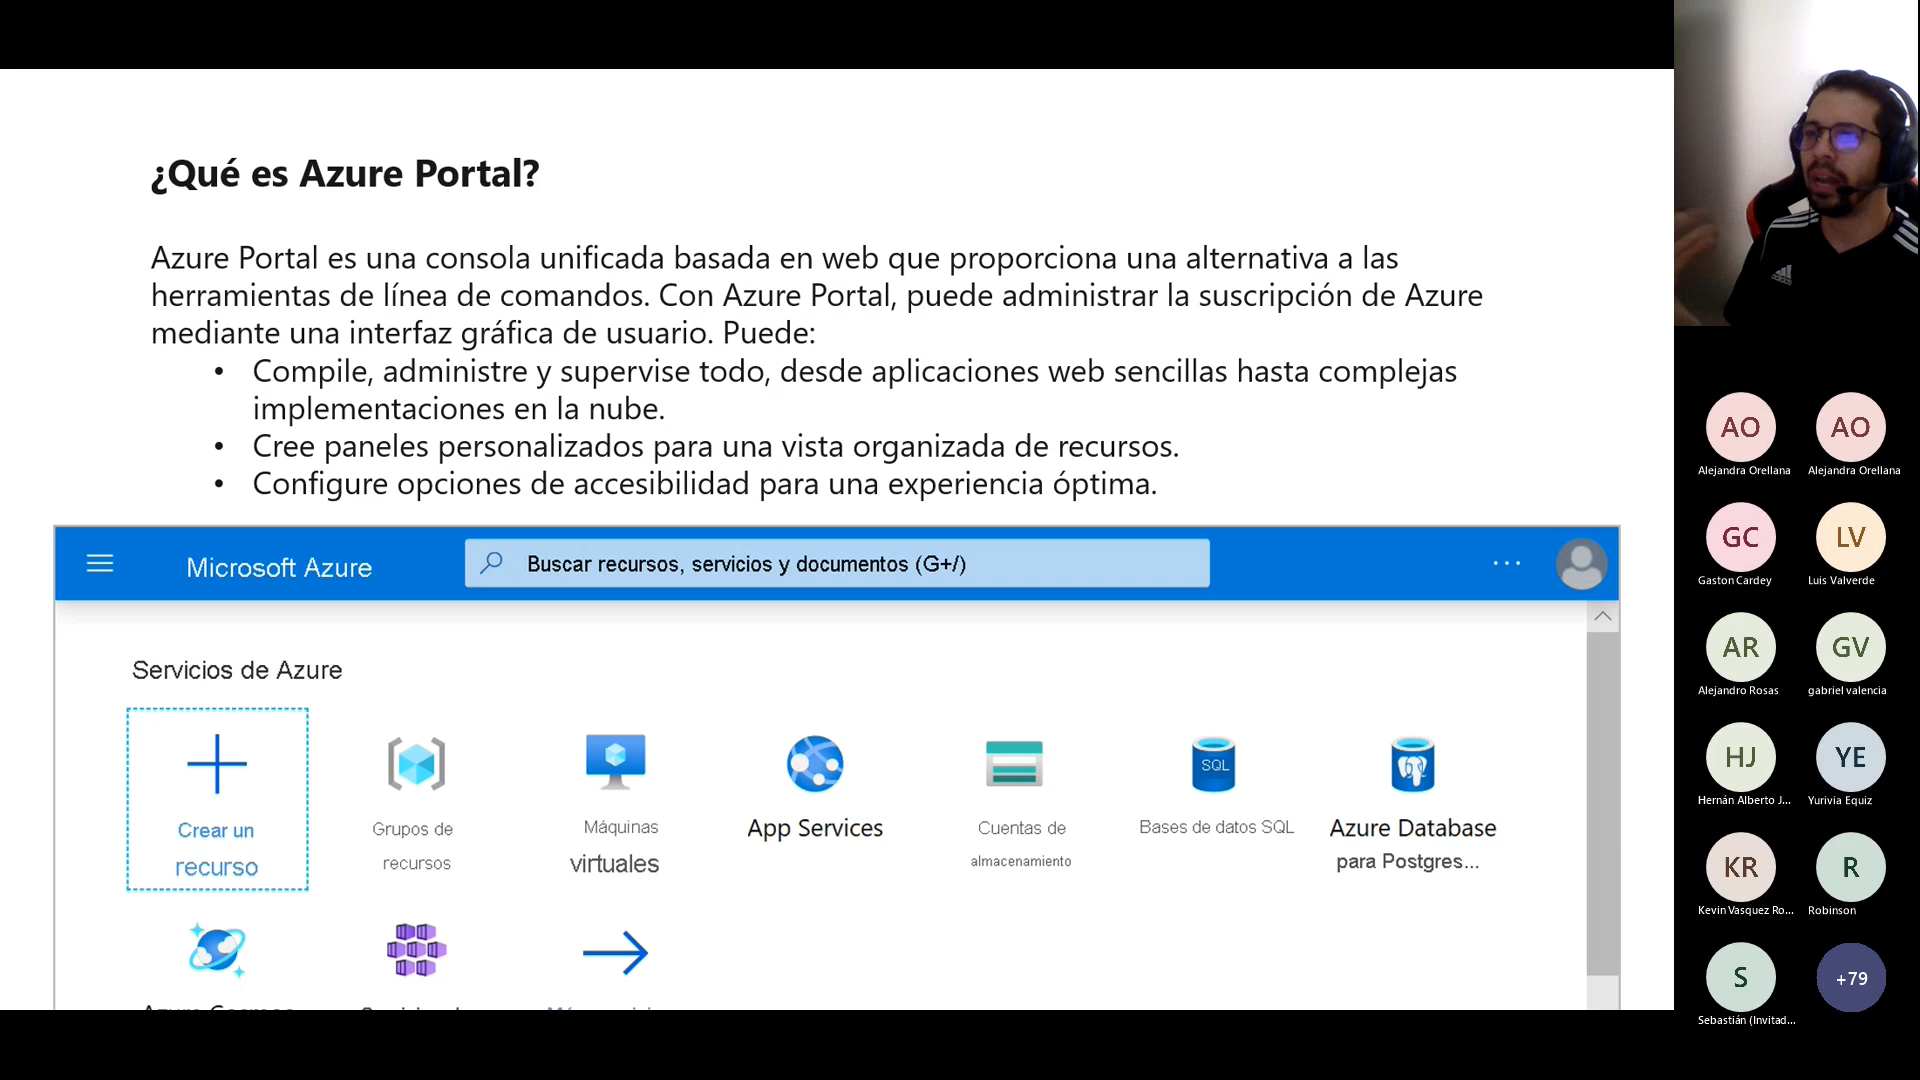 ¿Qué es Azure Portal?
Azure Portal es una consola unificada basada en web que proporciona una alternativa a las
herramientas de línea de comandos. Con Azure Portal, puede administrar la suscripción de Azure
mediante una interfaz gráfica de usuario. Puede:
• Compile, administre y supervise todo, desde aplicaciones web sencillas hasta complejas
implementaciones en la nube.
• Cree paneles personalizados para una vista organizada de recursos.
• Configure opciones de accesibilidad para una experiencia óptima.
Microsoft Azure
Buscar recursos, servicios y documentos (G+/)
...
Servicios de Azure
Crear un
recurso
Grupos de
recursos
Máquinas
virtuales
App Services
Cuentas de
almacenamiento
SQL
Bases de datos SQL
Azure Database
para Postgres...
adidas
AO
Alejandra Orellana
AO
Alejandra Orellana
GC
Gaston Cardey
LV
Luis Valverde
AR
Alejandro Rosas
GV
gabriel valencia
HJ
Hernán Alberto J...
YE
Yurivia Equiz
KR
Kevin Vasquez Ro...
R
Robinson
S
Sebastián (Invitad...
+79